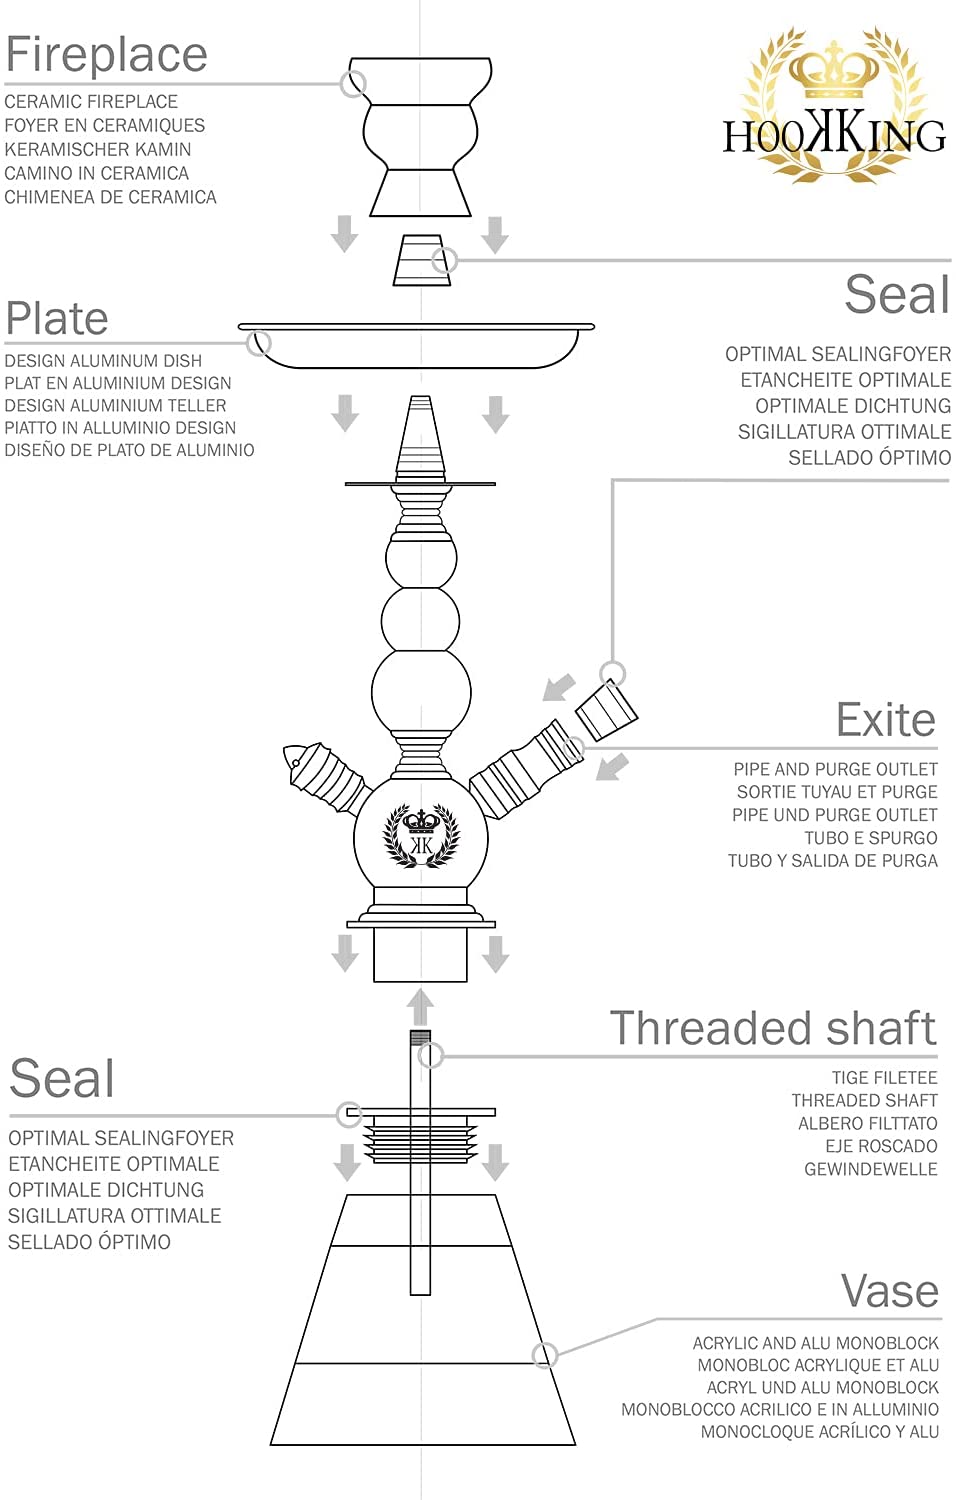 Fireplace
CERAMIC FIREPLACE
FOYER EN CERAMIQUES
KERAMISCHER KAMIN
CAMINO IN CERAMICA
CHIMENEA DE CERAMICA
HOOKKING
Seal
OPTIMAL SEALINGFOYER
ETANCHEITE OPTIMALE
OPTIMALE DICHTUNG
SIGILLATURA OTTIMALE
SELLADO ÓPTIMO
Plate
DESIGN ALUMINUM DISH
PLAT EN ALUMINIUM DESIGN
DESIGN ALUMINIUM TELLER
PIATTO IN ALLUMINIO DESIGN
DISEÑO DE PLATO DE ALUMINIO
Exite
PIPE AND PURGE OUTLET
SORTIE TUYAU ET PURGE
PIPE UND PURGE OUTLET
TUBO E SPURGO
TUBO Y SALIDA DE PURGA
KK
Threaded shaft
TIGE FILETEE
THREADED SHAFT
ALBERO FILTTATO
EJE ROSCADO
GEWINDEWELLE
Seal
OPTIMAL SEALINGFOYER
ETANCHEITE OPTIMALE
OPTIMALE DICHTUNG
SIGILLATURA OTTIMALE
SELLADO ÓPTIMO
Vase
ACRYLIC AND ALU MONOBLOCK
MONOBLOC ACRYLIQUE ET ALU
ACRYL UND ALU MONOBLOCK
MONOBLOCCO ACRILICO E IN ALLUMINIO
MONOCLOQUE ACRÍLICO Y ALU